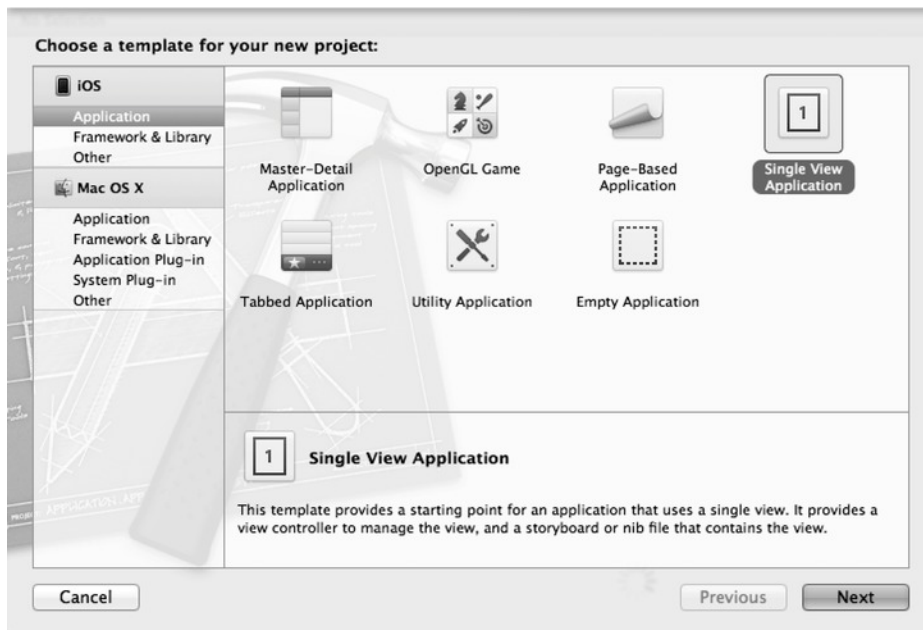 Choose a template for your new project:
iOS
Application
Framework & Library
Other
Mac OS X
Application
Framework & Library
Application Plug-in
System Plug-in
Other
Master-Detail
Application
OpenGL Game
Page-Based
Application
1
Single View
Application
Tabbed Application
Utility Application
Empty Application
1
Single View Application
This template provides a starting point for an application that uses a single view. It provides a
view controller to manage the view, and a storyboard or nib file that contains the view.
Cancel
Previous
Next